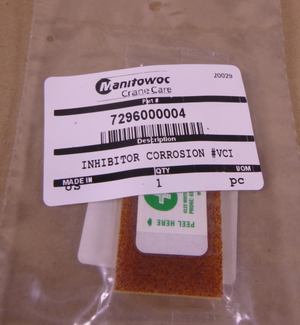 Manitowoc
Crane Care
20029
Part #
7296000004
Description
INHIBITOR CORROSION #VCI
MADE IN
QTY
UOM
US
1
pc
PEEL HERE